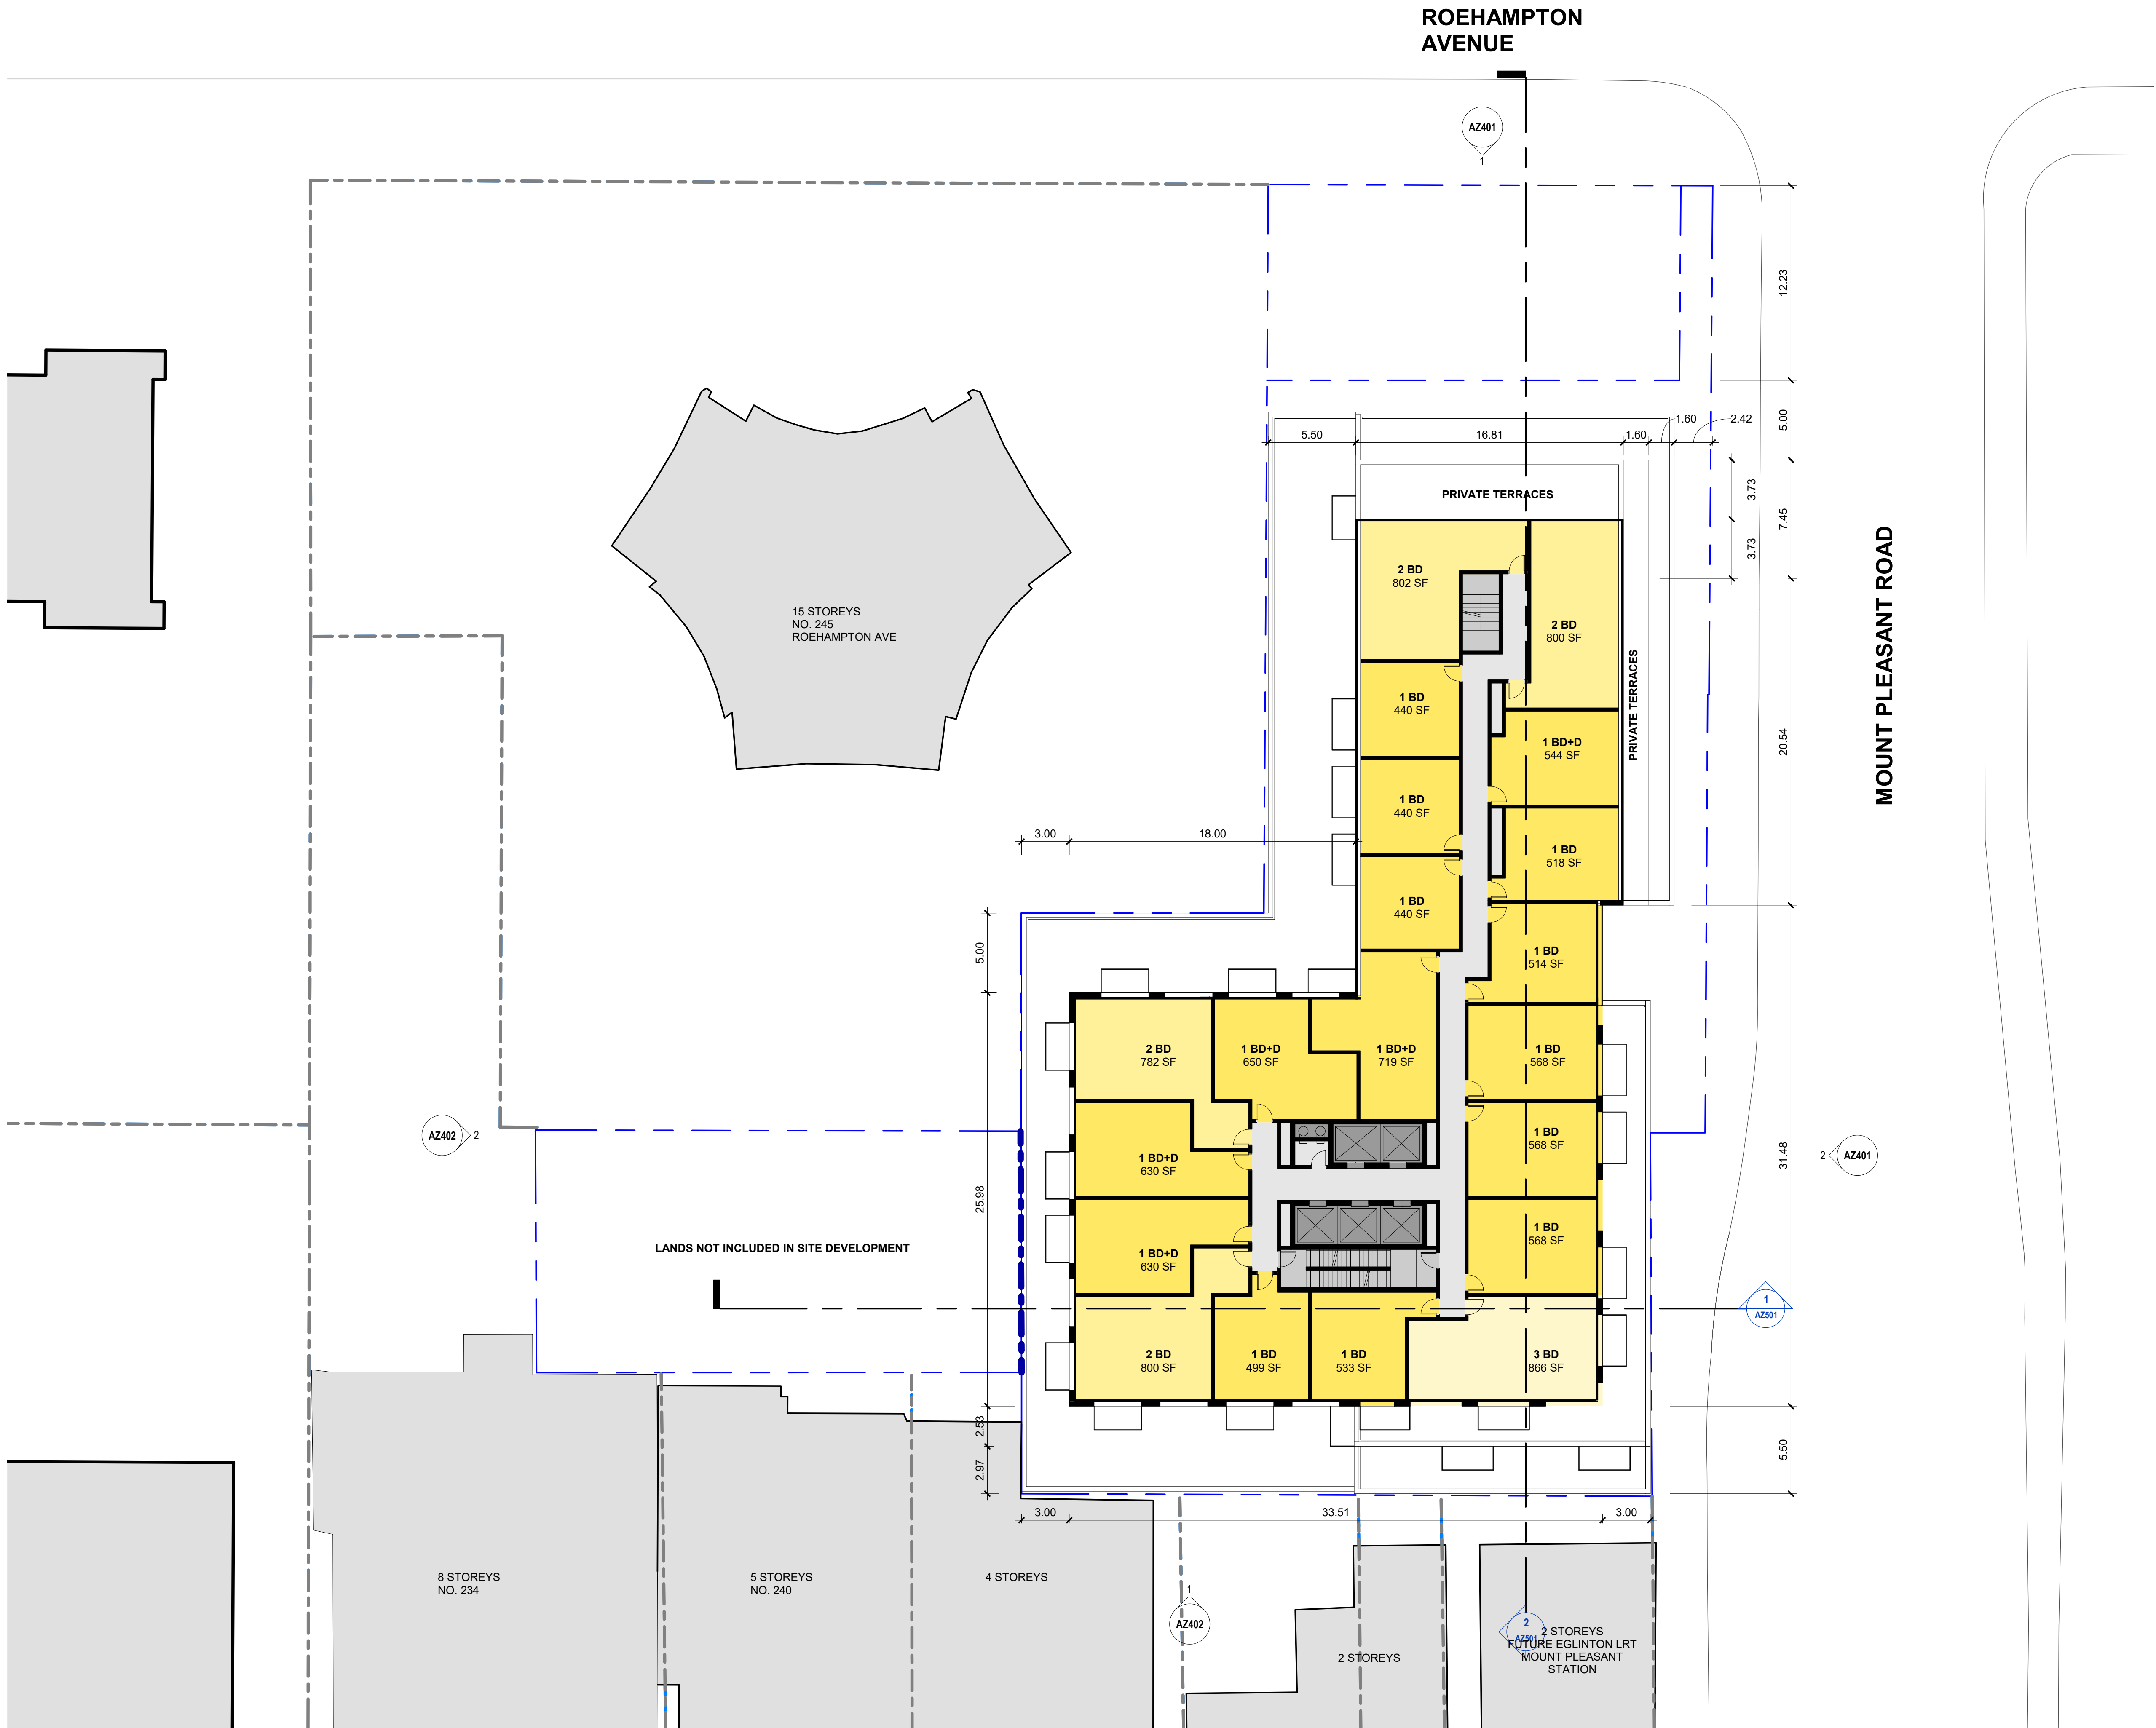 ROEHAMPTON
AVENUE
AZ401
1
12.23
5.00
1.60
2.42
5.50
16.81
1.60
3.73
7.45
3.73
PRIVATE TERRACES
MOUNT PLEASANT ROAD
2 BD
802 SF
2 BD
800 SF
15 STOREYS
NO. 245
ROEHAMPTON AVE
PRIVATE TERRACES
1 BD
440 SF
1 BD+D
544 SF
20.54
1 BD
440 SF
3.00
18.00
1 BD
518 SF
1 BD
440 SF
5.00
1 BD
514 SF
2 BD
782 SF
1 BD+D
650 SF
1 BD+D
719 SF
1 BD
568 SF
AZ402
2
1 BD
568 SF
31.48
2
AZ401
1 BD+D
630 SF
25.98
LANDS NOT INCLUDED IN SITE DEVELOPMENT
1 BD+D
630 SF
1 BD
568 SF
1
AZ501
2 BD
800 SF
1 BD
499 SF
1 BD
533 SF
3 BD
866 SF
2.53
2.97
5.50
3.00
33.51
3.00
8 STOREYS
NO. 234
5 STOREYS
NO. 240
4 STOREYS
1
AZ402
2 STOREYS
2
AZ501
2 STOREYS
FUTURE EGLINTON LRT
MOUNT PLEASANT
STATION